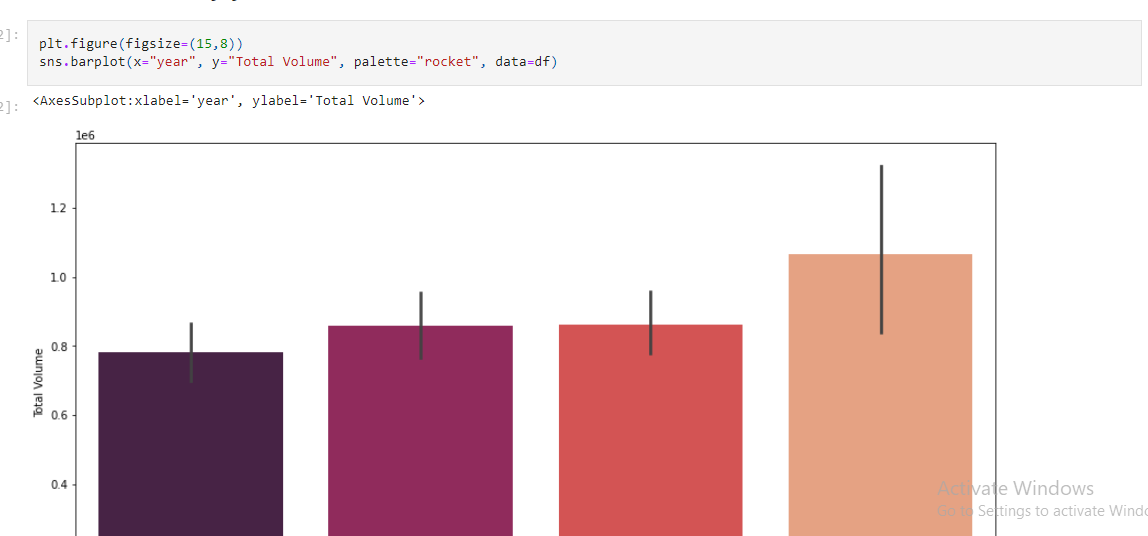 2]:
plt.figure(figsize=(15,8))
sns.barplot(x="year", y="Total Volume", palette="rocket", data=df)
2]:
<AxesSubplot:xlabel='year', ylabel='Total Volume'>
1e6
1.2
1.0
0.8
0.6
0.4
Total Volume
Activate Windows
Go to Settings to activate Windo